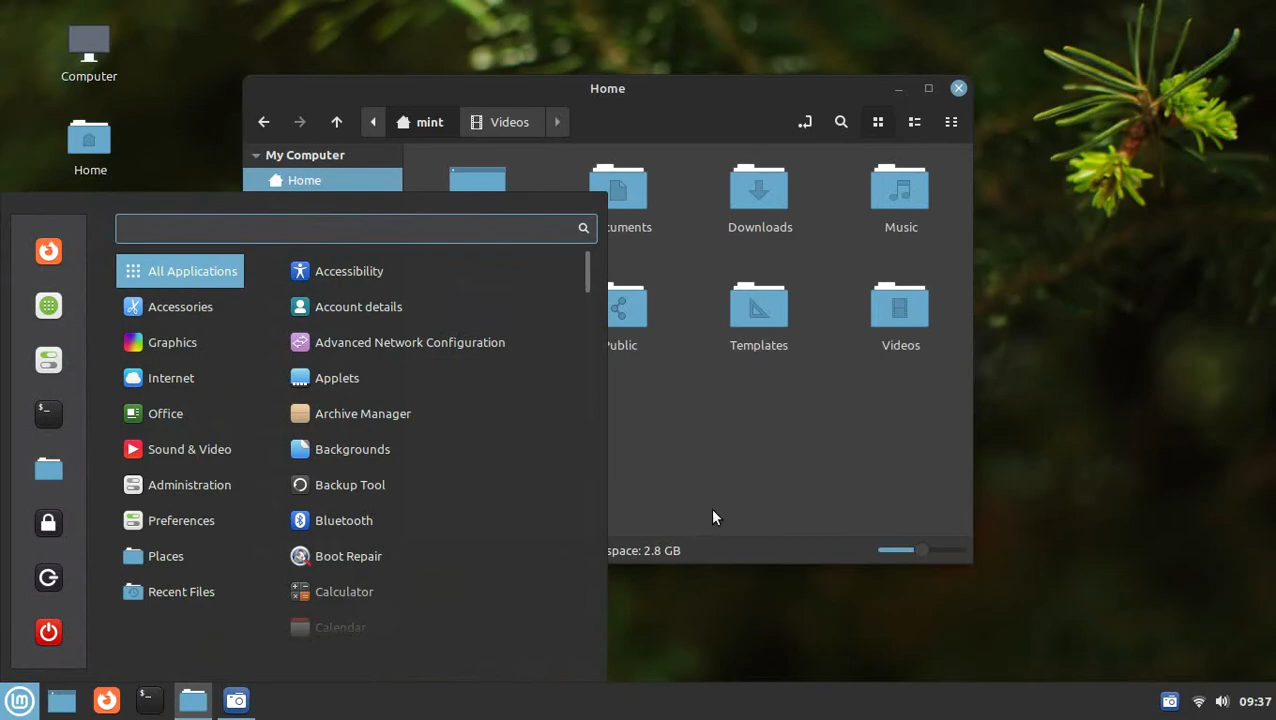 Computer
Home
Home
mint
Videos
My Computer
Home
cuments
Downloads
Music
Public
Templates
Videos
space: 2.8 GB
All Applications
Accessories
Graphics
Internet
Office
Sound & Video
Administration
Preferences
Places
Recent Files
Accessibility
Account details
Advanced Network Configuration
Applets
Archive Manager
Backgrounds
Backup Tool
Bluetooth
Boot Repair
Calculator
Calendar
09:37